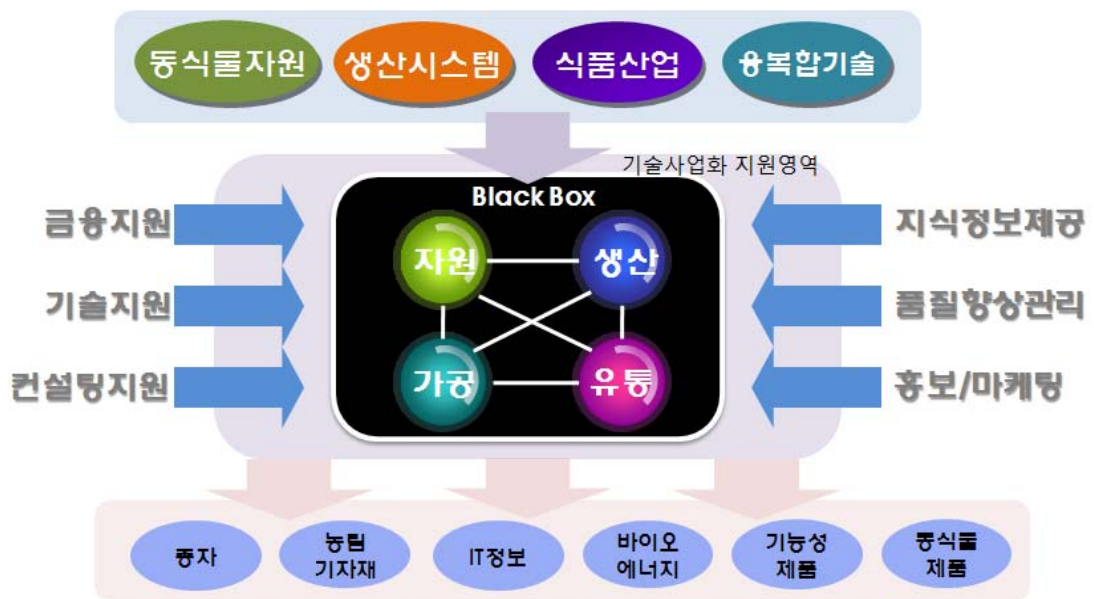 동식물자원
생산시스템
식품산업
융복합기술
기술사업화 지원영역
Black Box
금융지원
지식정보제공
자원
생산
기술지원
품질향상관리
가공
유통
컨설팅지원
홍보/마케팅
종자
농림
기자재
IT정보
바이오
에너지
기능성
제품
동식물
제품